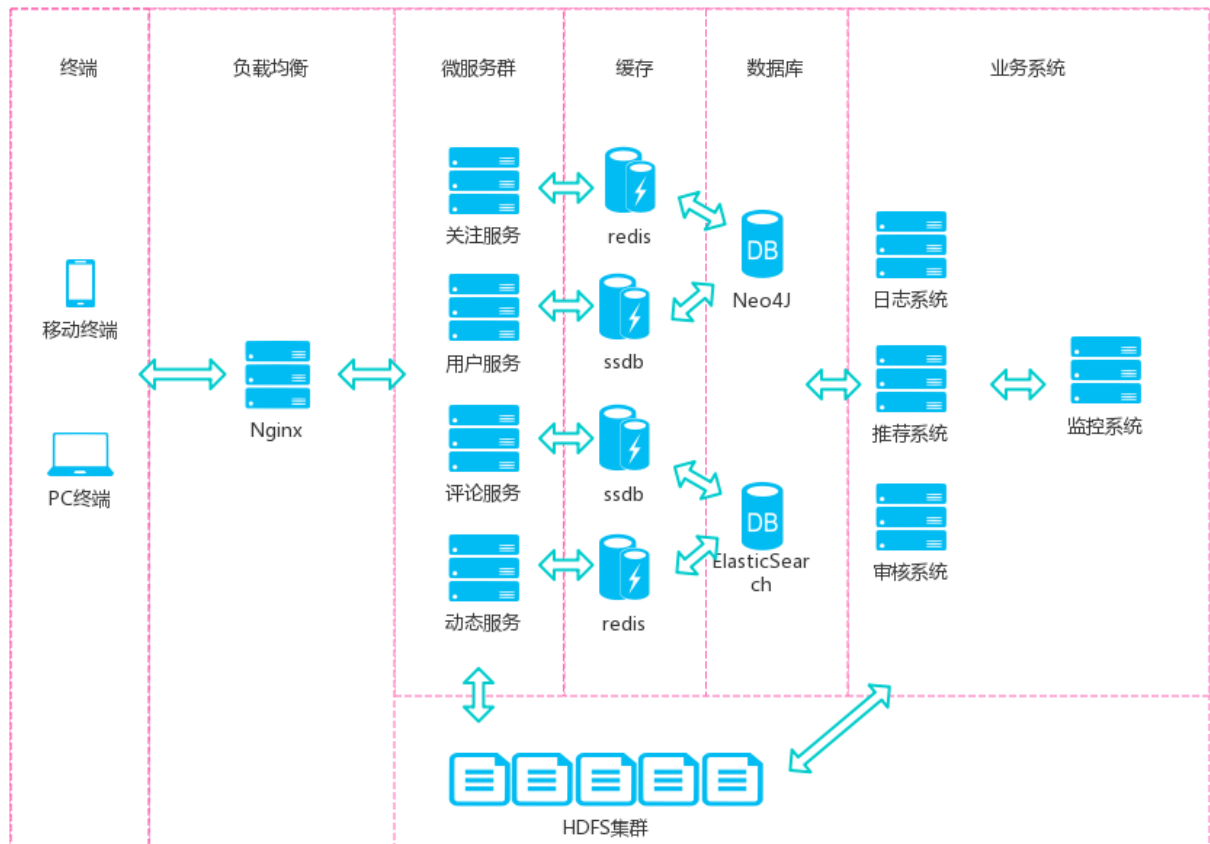 终端
负载均衡
微服务群
缓存
数据库
业务系统
关注服务
redis
DB
Neo4J
日志系统
移动终端
用户服务
ssdb
Nginx
推荐系统
监控系统
PC终端
评论服务
ssdb
DB
ElasticSear
ch
审核系统
动态服务
redis
HDFS集群